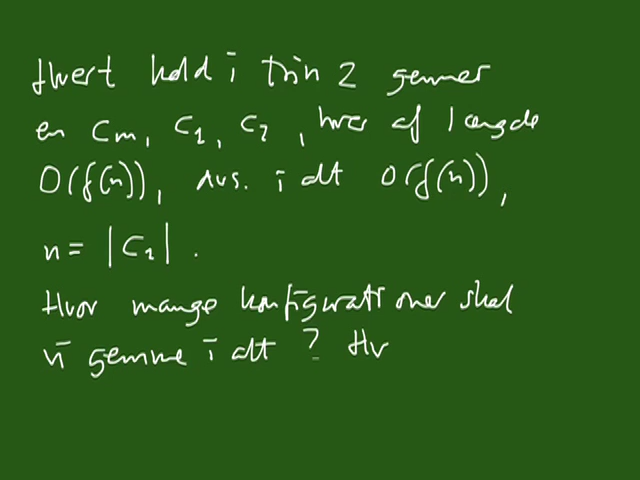 Hvert kald i trin 2 gemmer
en Cm, C1, C2, hver af længde
O(f(n)), dvs. i alt O(f(n)),
n = |C1|.
Hvor mange konfigurationer skal
vi gemme i alt? Hv